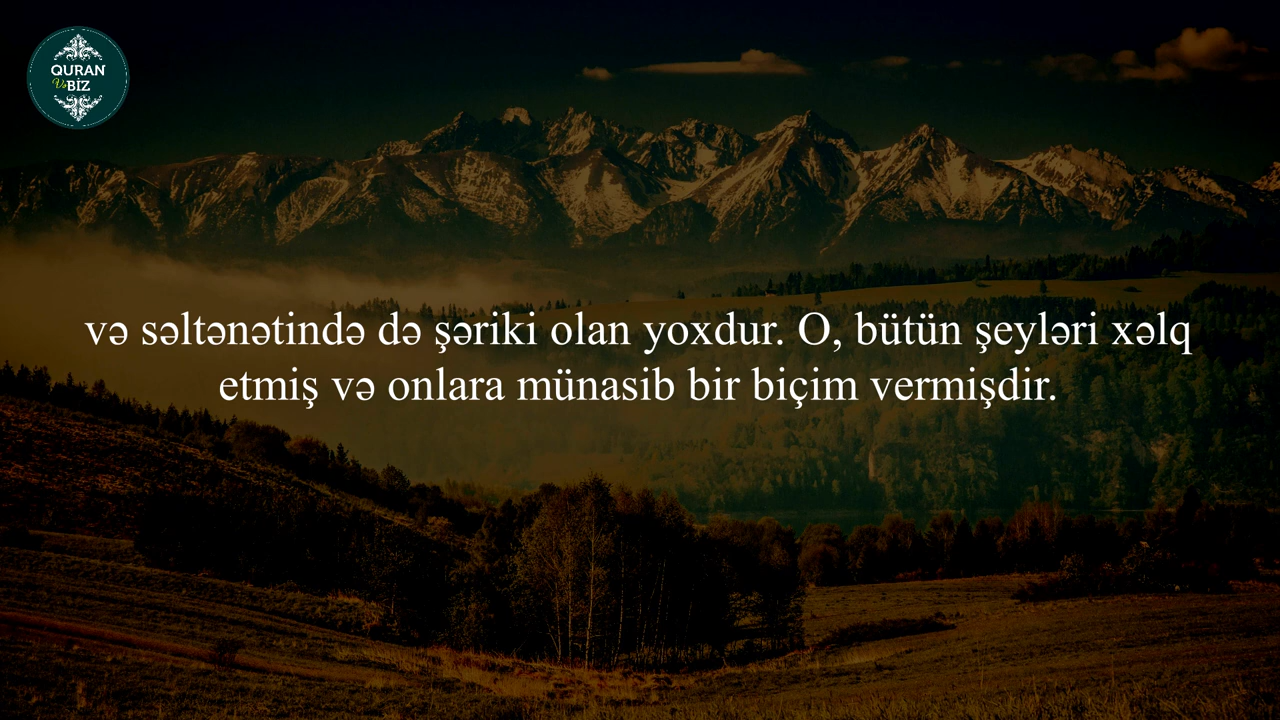 QURAN
Və BİZ
və səltənətində də şəriki olan yoxdur. O, bütün şeyləri xəlq
etmiş və onlara münasib bir biçim vermişdir.